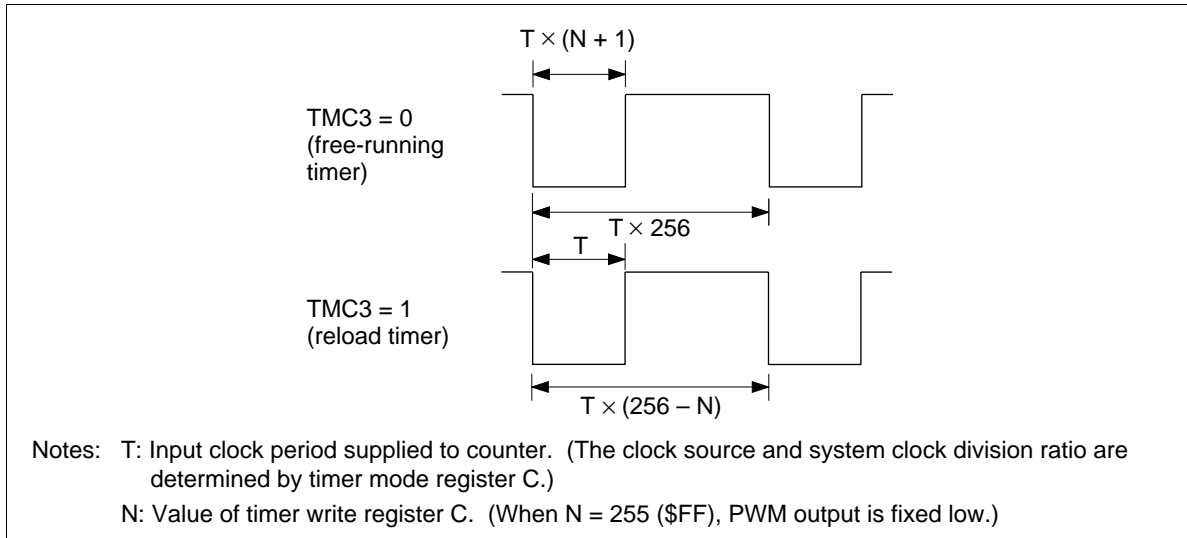 T × (N + 1)
TMC3 = 0
(free-running
timer)
T × 256
T
TMC3 = 1
(reload timer)
T × (256 – N)
Notes: T: Input clock period supplied to counter. (The clock source and system clock division ratio are
determined by timer mode register C.)
N: Value of timer write register C. (When N = 255 ($FF), PWM output is fixed low.)